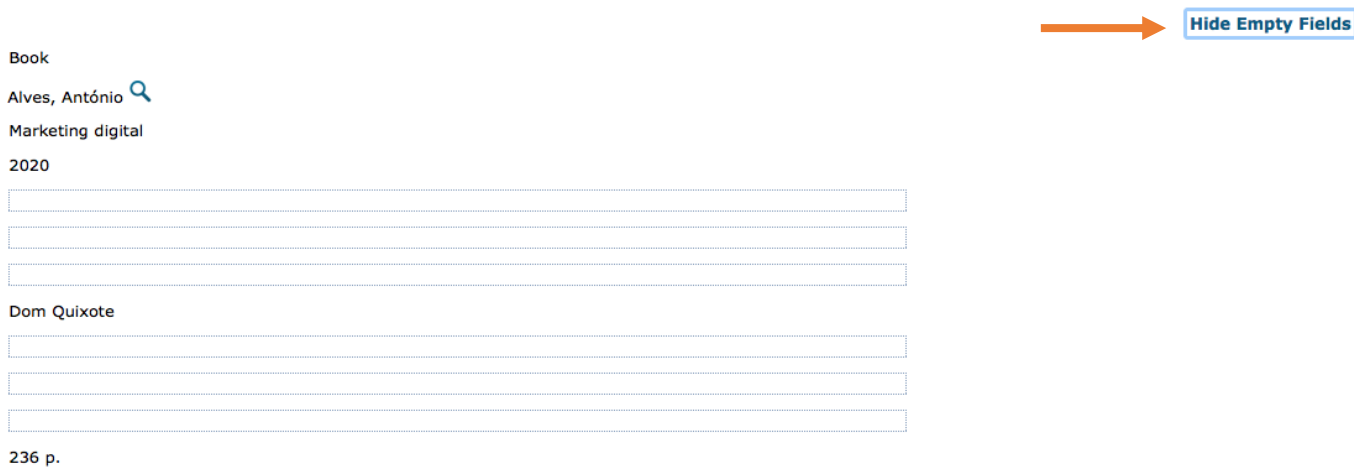 Hide Empty Fields
Book
Alves, António
Marketing digital
2020
Dom Quixote
236 p.